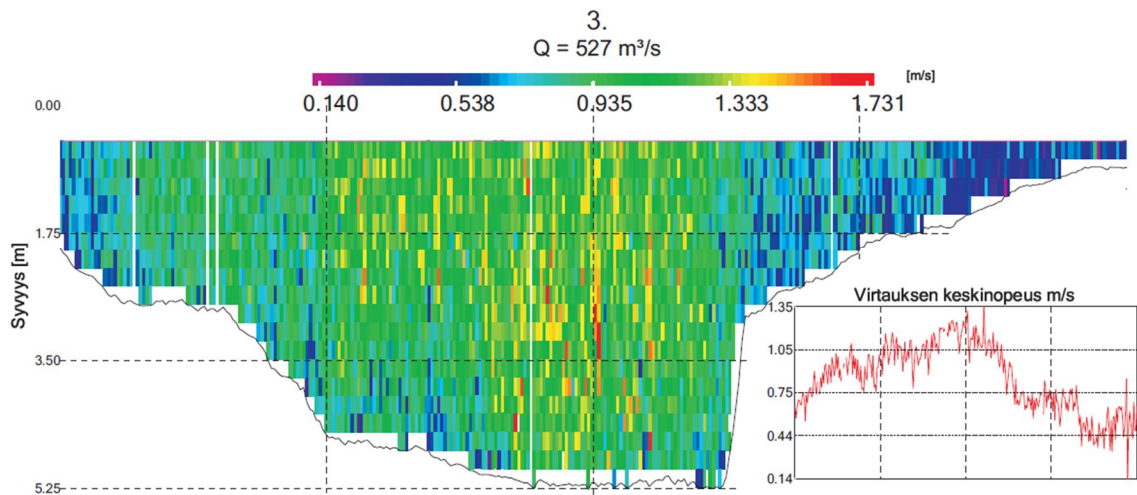 3.
Q = 527 m³/s
[m/s]
0.140 0.538 0.935 1.333 1.731
0.00
1.75
3.50
5.25
Syvyys [m]
Virtauksen keskinopeus m/s
1.35
1.05
0.75
0.44
0.14